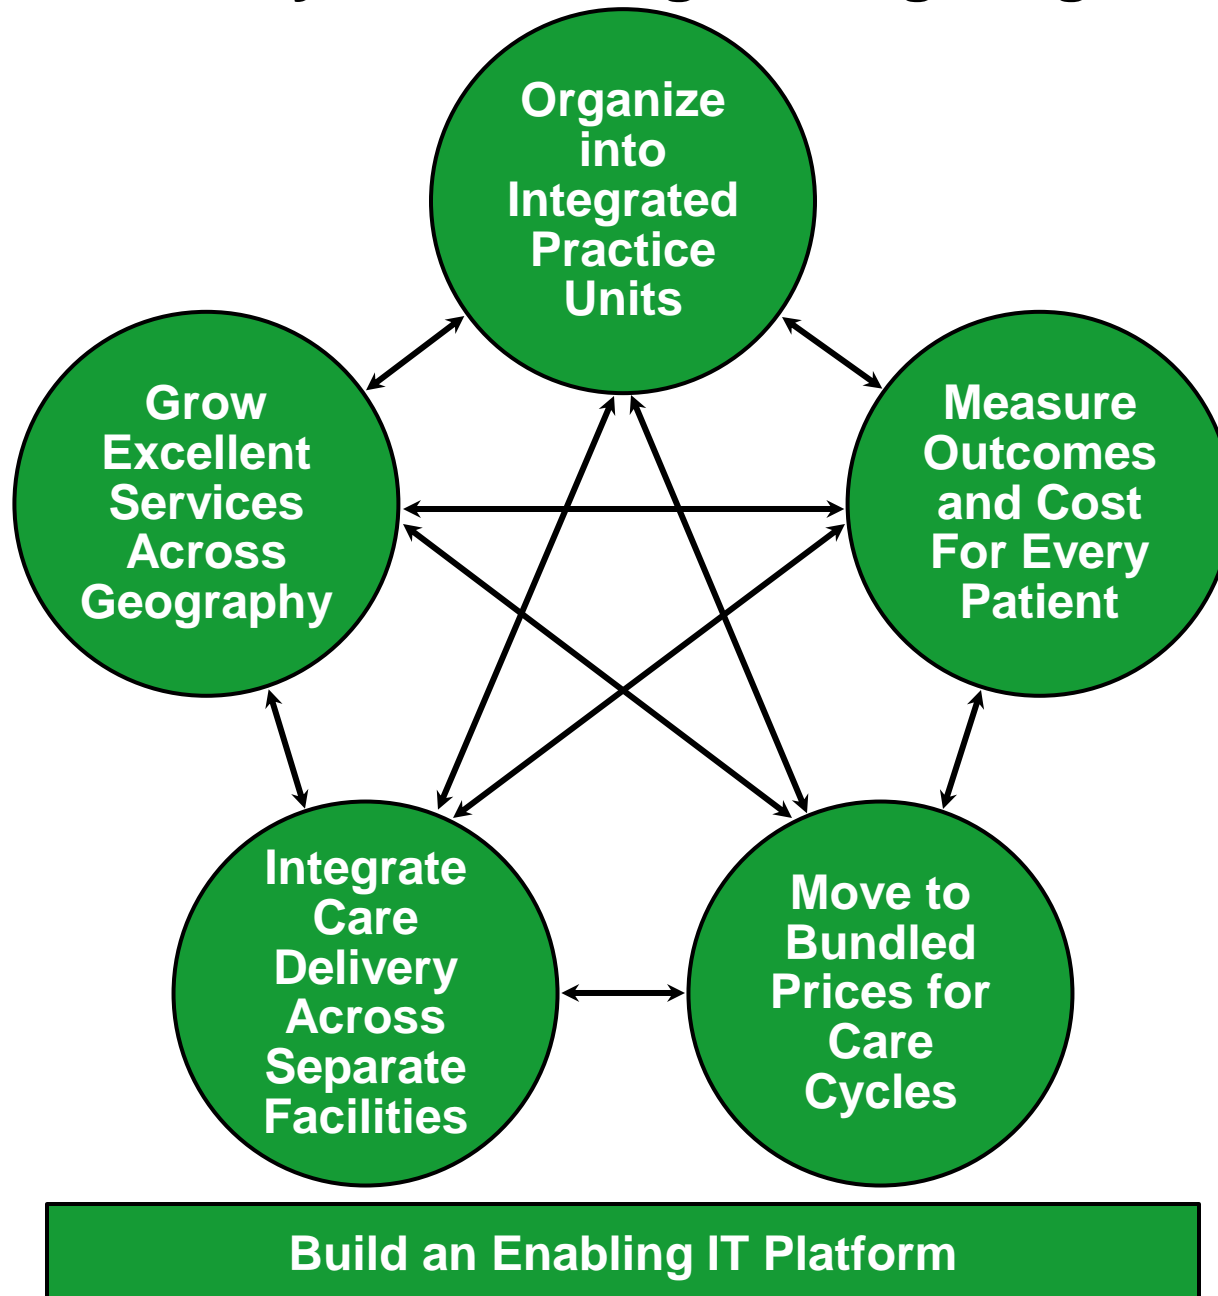 Organize
into
Integrated
Practice
Units
Grow
Excellent
Services
Across
Geography
Measure
Outcomes
and Cost
For Every
Patient
Integrate
Care
Delivery
Across
Separate
Facilities
Move to
Bundled
Prices for
Care
Cycles
Build an Enabling IT Platform